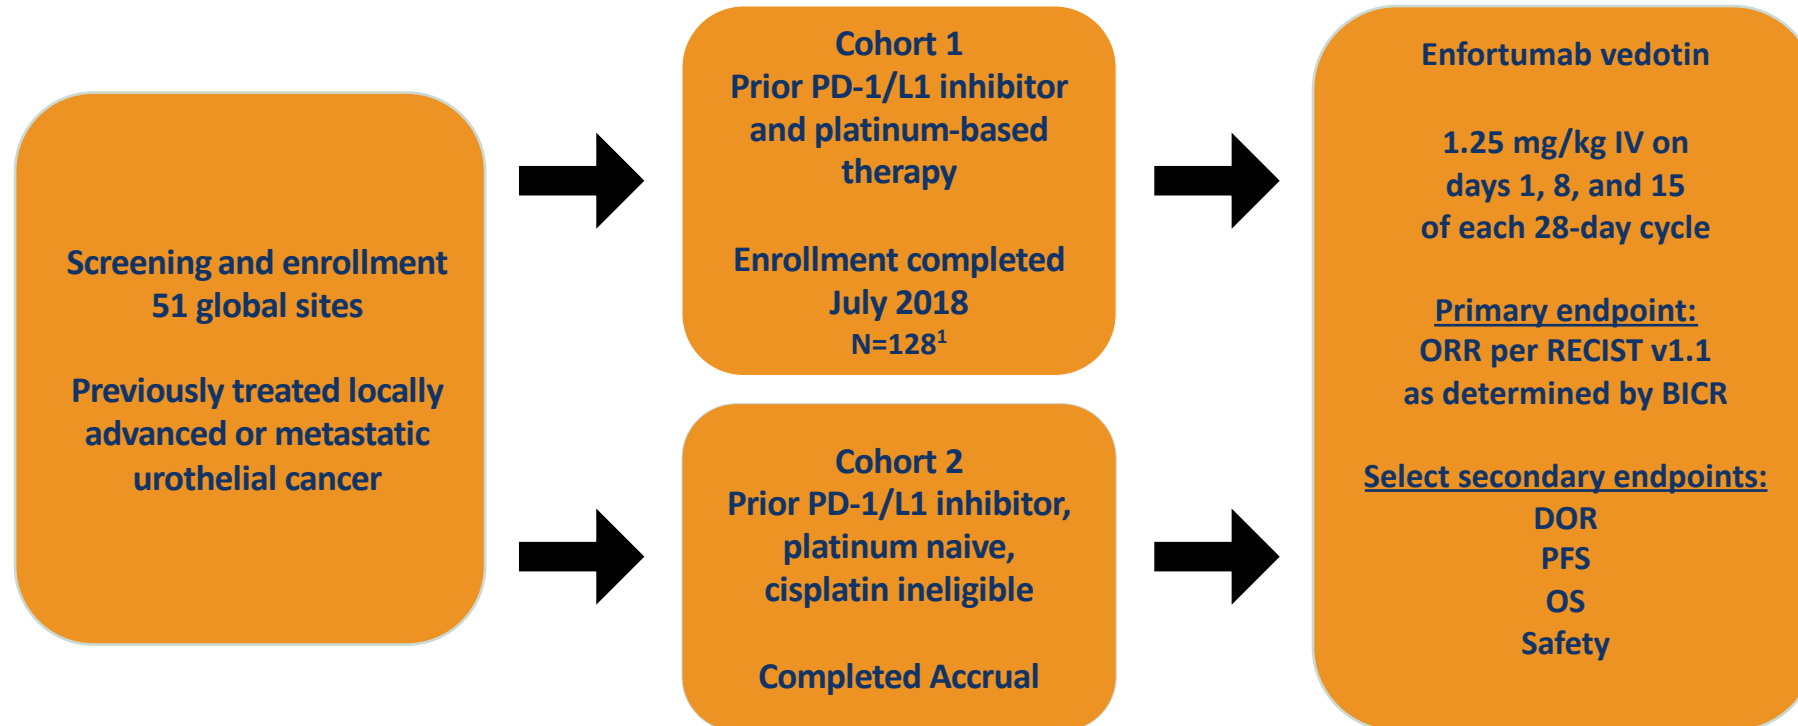 Screening and enrollment
51 global sites
Previously treated locally
advanced or metastatic
urothelial cancer
Cohort 1
Prior PD-1/L1 inhibitor
and platinum-based
therapy
Enrollment completed
July 2018
N=128¹
Cohort 2
Prior PD-1/L1 inhibitor,
platinum naive,
cisplatin ineligible
Completed Accrual
Enfortumab vedotin
1.25 mg/kg IV on
days 1, 8, and 15
of each 28-day cycle
Primary endpoint:
ORR per RECIST v1.1
as determined by BICR
Select secondary endpoints:
DOR
PFS
OS
Safety